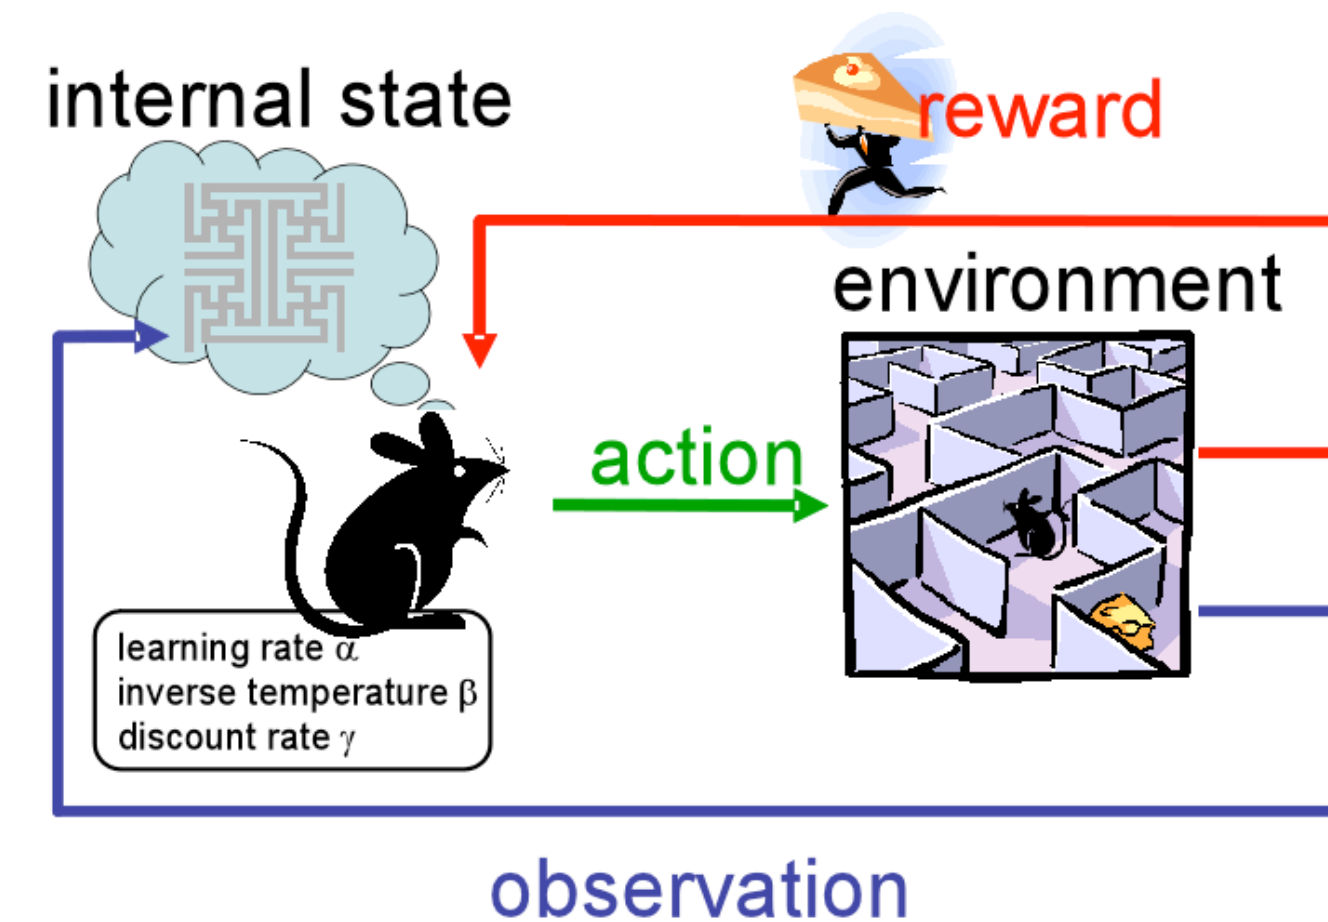 internal state
reward
environment
action
learning rate α
inverse temperature β
discount rate γ
observation